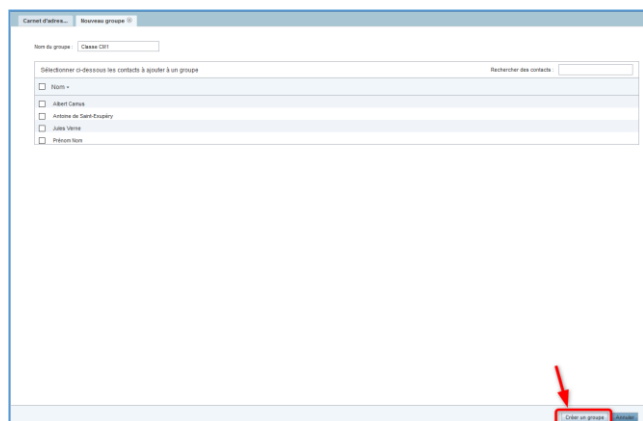 Carnet d'adres... Nouveau groupe
Nom du groupe : Classe CM1
Sélectionner ci-dessous les contacts à ajouter à un groupe Rechercher des contacts :
Nom
Albert Camus
Antoine de Saint-Exupéry
Jules Verne
Prénom Nom
Créer un groupe Annuler